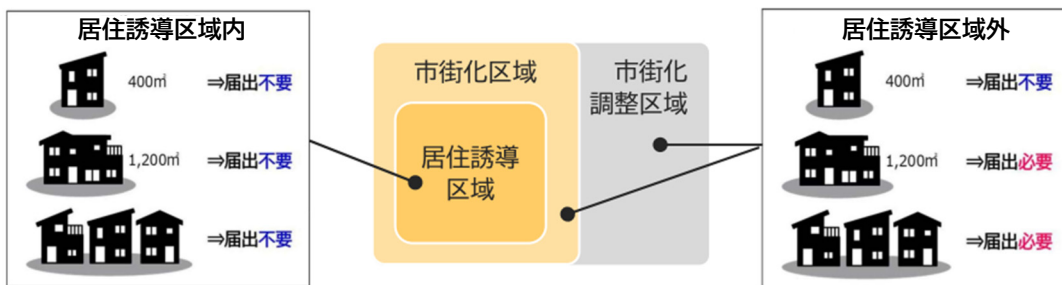 居住誘導区域内
400㎡ ⇒届出不要
1,200㎡ ⇒届出不要
⇒届出不要
市街化区域
居住誘導
区域
市街化
調整区域
居住誘導区域外
400㎡ ⇒届出不要
1,200㎡ ⇒届出必要
⇒届出必要